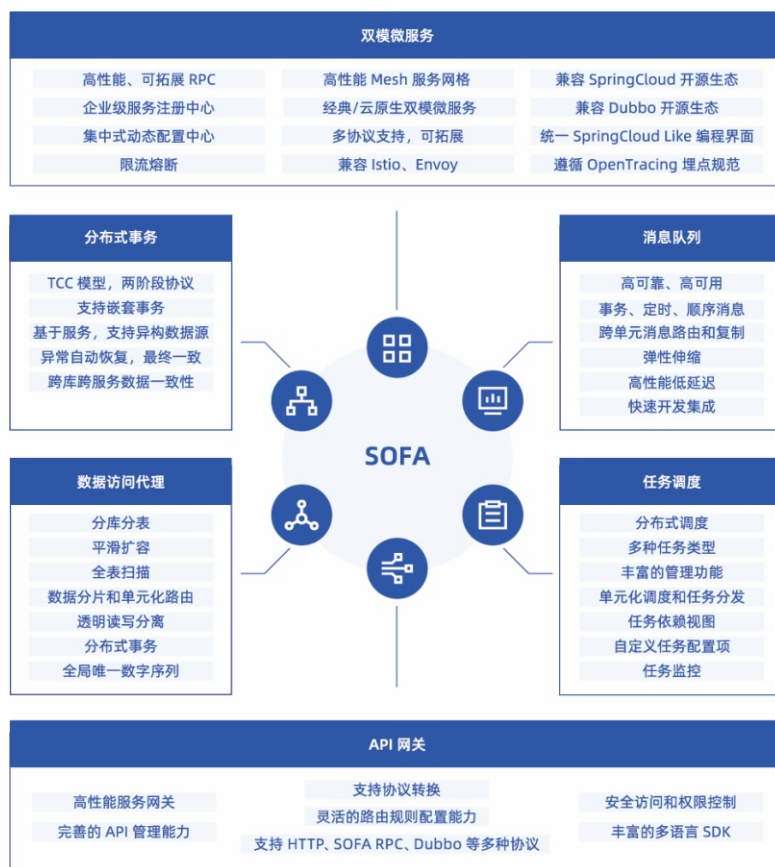 双模微服务
高性能、可拓展 RPC
高性能 Mesh 服务网格
兼容 SpringCloud 开源生态
企业级服务注册中心
经典/云原生双模微服务
兼容 Dubbo 开源生态
集中式动态配置中心
多协议支持，可拓展
统一 SpringCloud Like 编程界面
限流熔断
兼容 Istio、Envoy
遵循 OpenTracing 埋点规范
分布式事务
TCC 模型，两阶段协议
支持嵌套事务
基于服务，支持异构数据源
异常自动恢复，最终一致
跨库跨服务数据一致性
消息队列
高可靠、高可用
事务、定时、顺序消息
跨单元消息路由和复制
弹性伸缩
高性能低延迟
快速开发集成
SOFA
数据访问代理
分库分表
平滑扩容
全表扫描
数据分片和单元化路由
透明读写分离
分布式事务
全局唯一数字序列
任务调度
分布式调度
多种任务类型
丰富的管理功能
单元化调度和任务分发
任务依赖视图
自定义任务配置项
任务监控
API 网关
高性能服务网关
完善的 API 管理能力
支持协议转换
灵活的路由规则配置能力
支持 HTTP、SOFA RPC、Dubbo 等多种协议
安全访问和权限控制
丰富的多语言 SDK